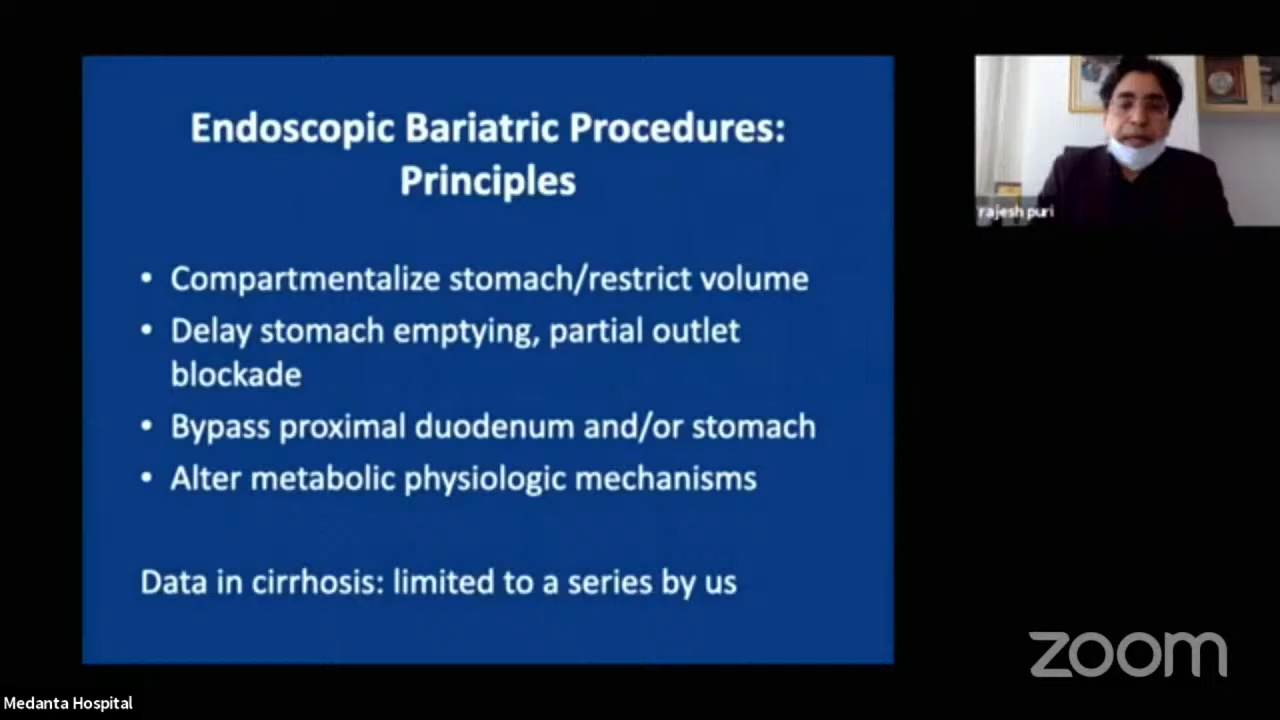 Endoscopic Bariatric Procedures:
Principles
• Compartmentalize stomach/restrict volume
• Delay stomach emptying, partial outlet
blockade
• Bypass proximal duodenum and/or stomach
• Alter metabolic physiologic mechanisms
Data in cirrhosis: limited to a series by us
rajesh puri
zoom
Medanta Hospital